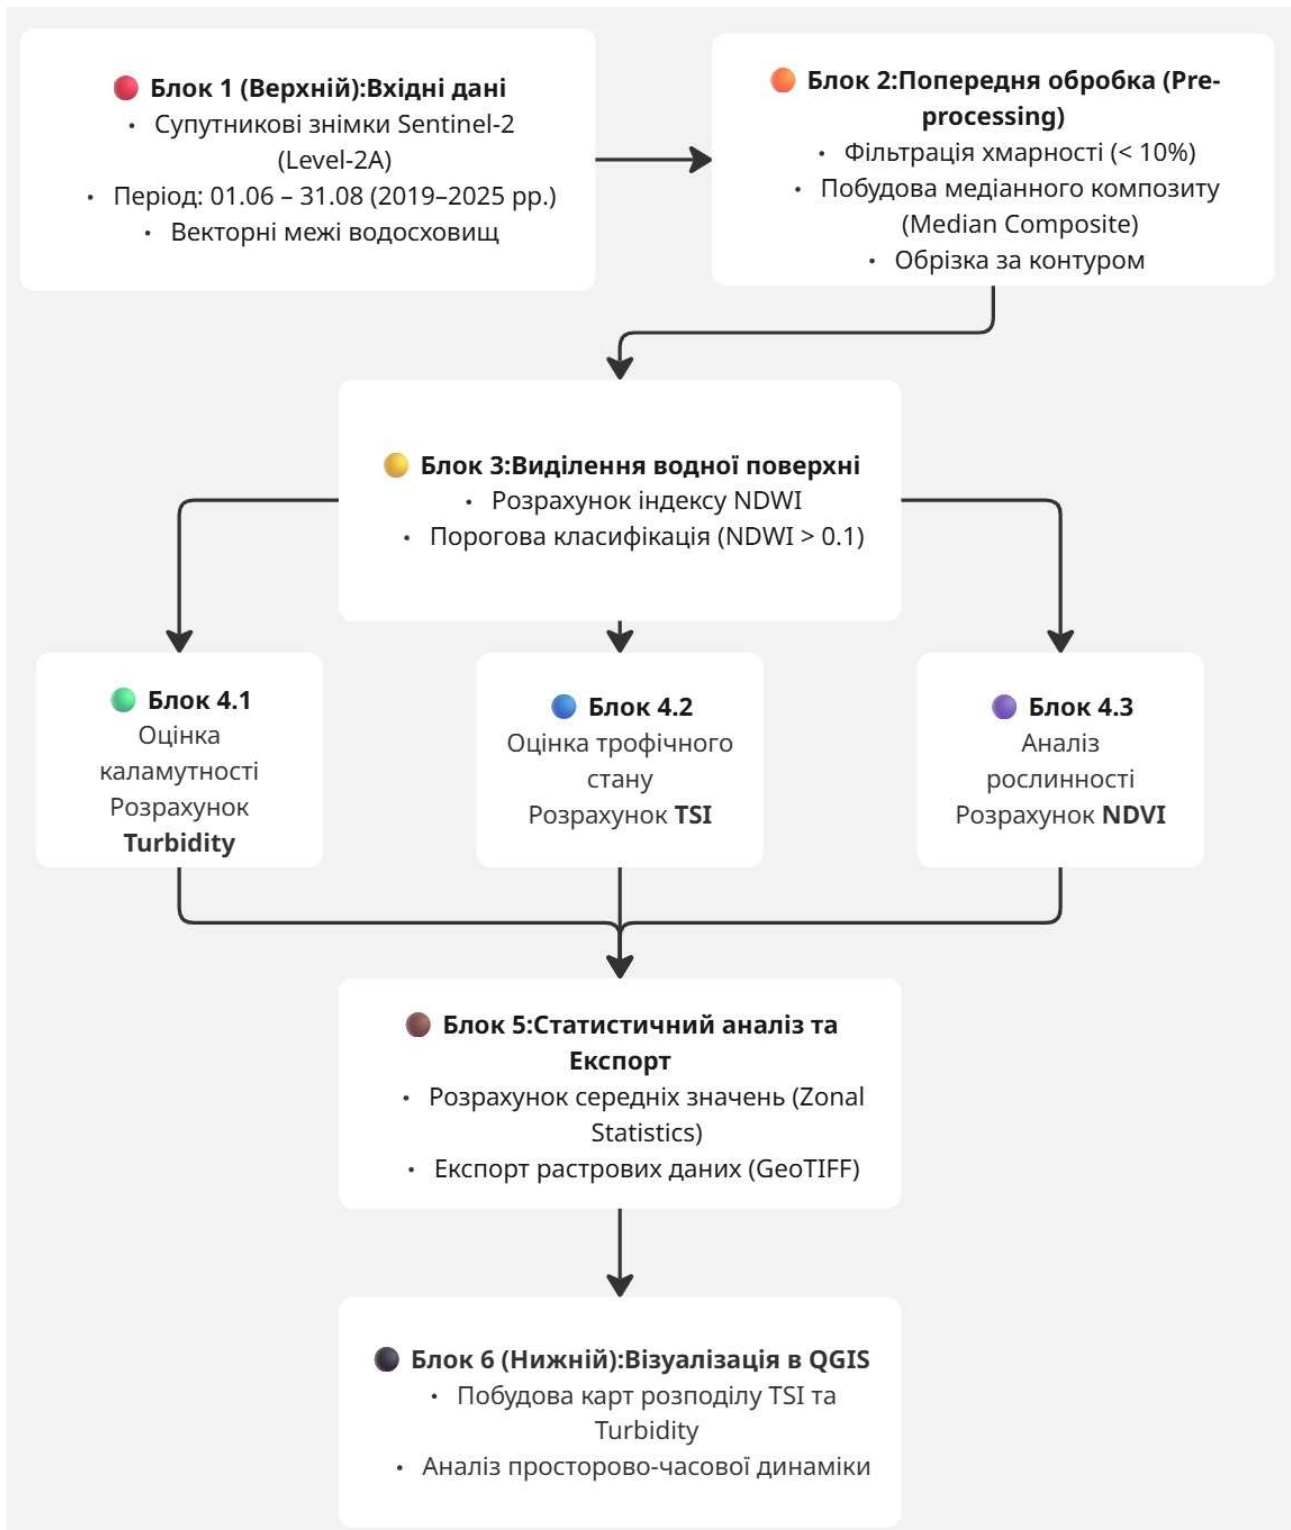 Блок 1 (Верхній):Вхідні дані
• Супутникові знімки Sentinel-2
(Level-2A)
• Період: 01.06 – 31.08 (2019–2025 рр.)
• Векторні межі водосховищ
Блок 2:Попередня обробка (Pre-
processing)
• Фільтрація хмарності (< 10%)
• Побудова медіанного композиту
(Median Composite)
• Обрізка за контуром
Блок 3:Виділення водної поверхні
• Розрахунок індексу NDWI
• Порогова класифікація (NDWI > 0.1)
Блок 4.1
Оцінка
каламутності
Розрахунок
Turbidity
Блок 4.2
Оцінка трофічного
стану
Розрахунок TSI
Блок 4.3
Аналіз
рослинності
Розрахунок NDVI
Блок 5:Статистичний аналіз та
Експорт
• Розрахунок середніх значень (Zonal
Statistics)
• Експорт растрових даних (GeoTIFF)
Блок 6 (Нижній):Візуалізація в QGIS
• Побудова карт розподілу TSI та
Turbidity
• Аналіз просторово-часової динаміки